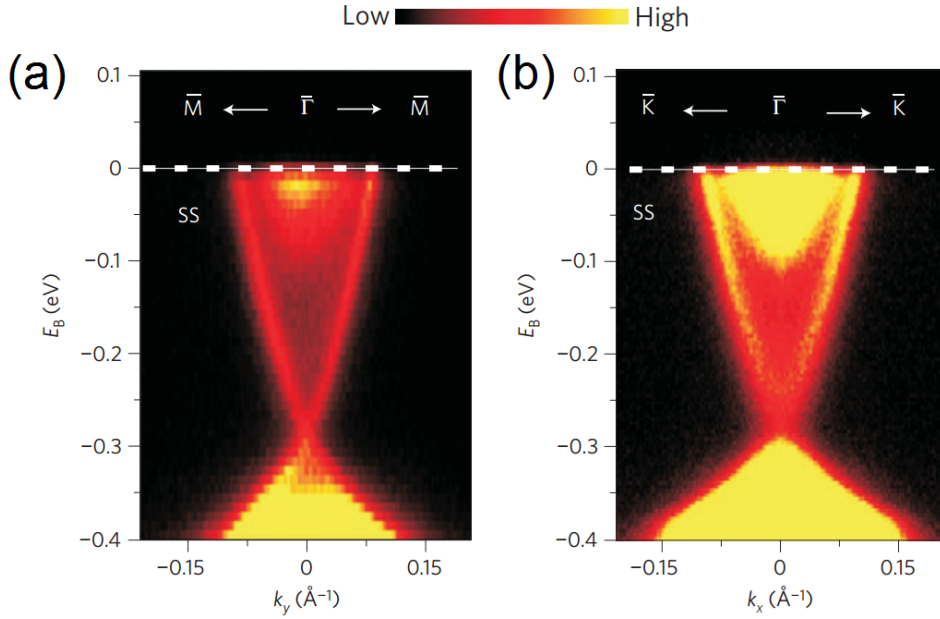 Low High
(a)
0.1
M̄ ← Γ̄ → M̄
0
SS
−0.1
−0.2
−0.3
−0.4
E_B (eV)
−0.15 0 0.15
k_y (Å⁻¹)
(b)
0.1
K̄ ← Γ̄ → K̄
0
SS
−0.1
−0.2
−0.3
−0.4
E_B (eV)
−0.15 0 0.15
k_x (Å⁻¹)